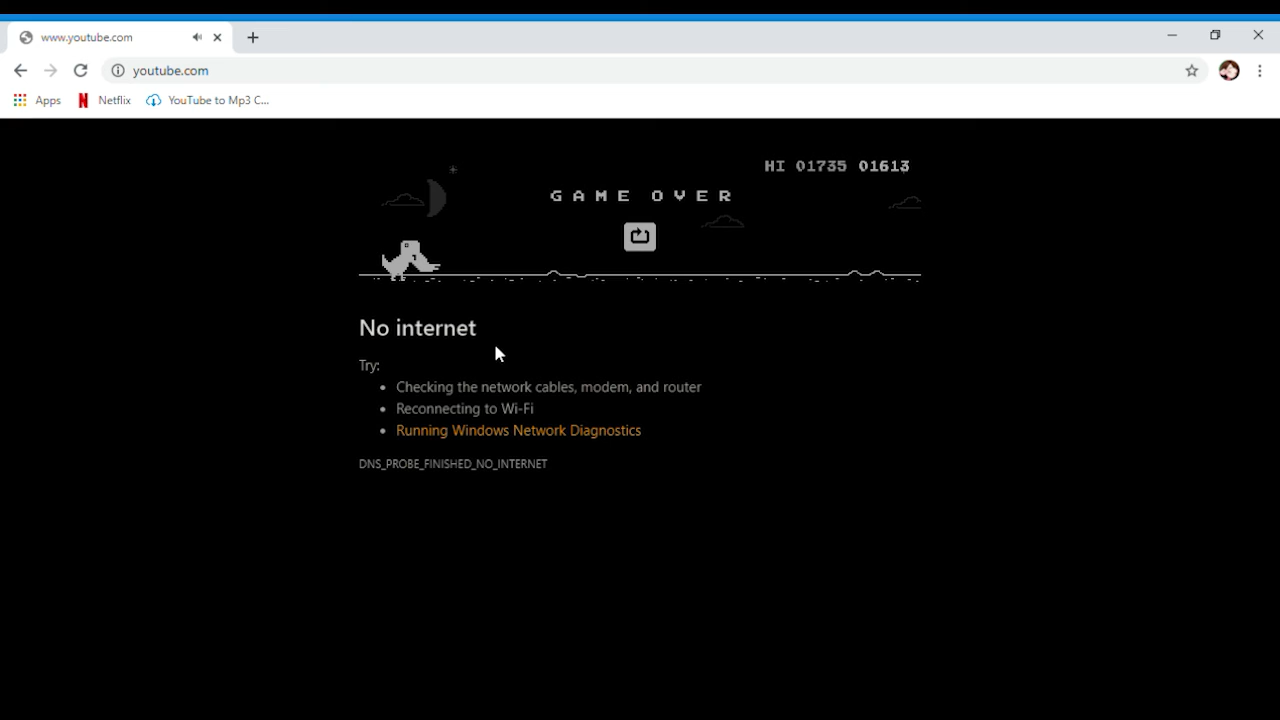 www.youtube.com
youtube.com
Apps
Netflix
YouTube to Mp3 C...
HI 01735 01613
GAME OVER
No internet
Try:
Checking the network cables, modem, and router
Reconnecting to Wi-Fi
Running Windows Network Diagnostics
DNS_PROBE_FINISHED_NO_INTERNET